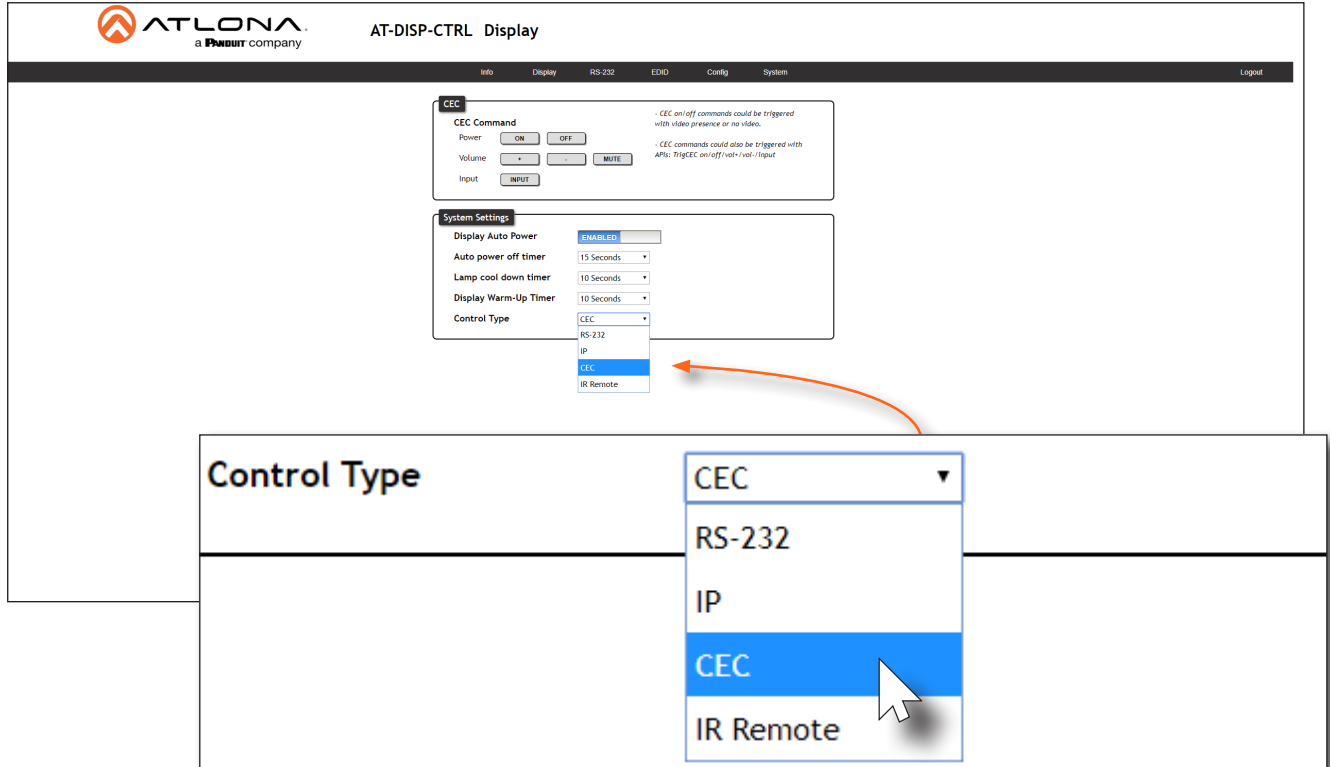 ATLONA.
a PANDUIT company
AT-DISP-CTRL Display
Info Display RS-232 EDID Config System Logout
CEC
CEC Command
Power ON OFF
Volume + - MUTE
Input INPUT
- CEC on/off commands could be triggered
with video presence or no video.
- CEC commands could also be triggered with
APIs: TrigCEC on/off/vol+/vol-/input
System Settings
Display Auto Power ENABLED
Auto power off timer 15 Seconds
Lamp cool down timer 10 Seconds
Display Warm-Up Timer 10 Seconds
Control Type CEC
RS-232
IP
CEC
IR Remote
Control Type CEC
RS-232
IP
CEC
IR Remote